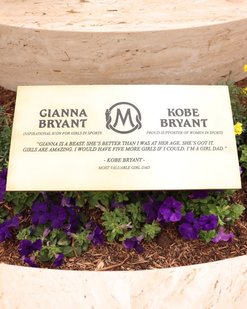 GIANNA
BRYANT
INSPIRATIONAL ICON FOR GIRLS IN SPORTS
M
KOBE
BRYANT
PROUD SUPPORTER OF WOMEN IN SPORTS
"GIANNA IS A BEAST. SHE'S BETTER THAN I WAS AT HER AGE. SHE'S GOT IT.
GIRLS ARE AMAZING. I WOULD HAVE FIVE MORE GIRLS IF I COULD. I'M A GIRL DAD."
- KOBE BRYANT -
MOST VALUABLE GIRL DAD